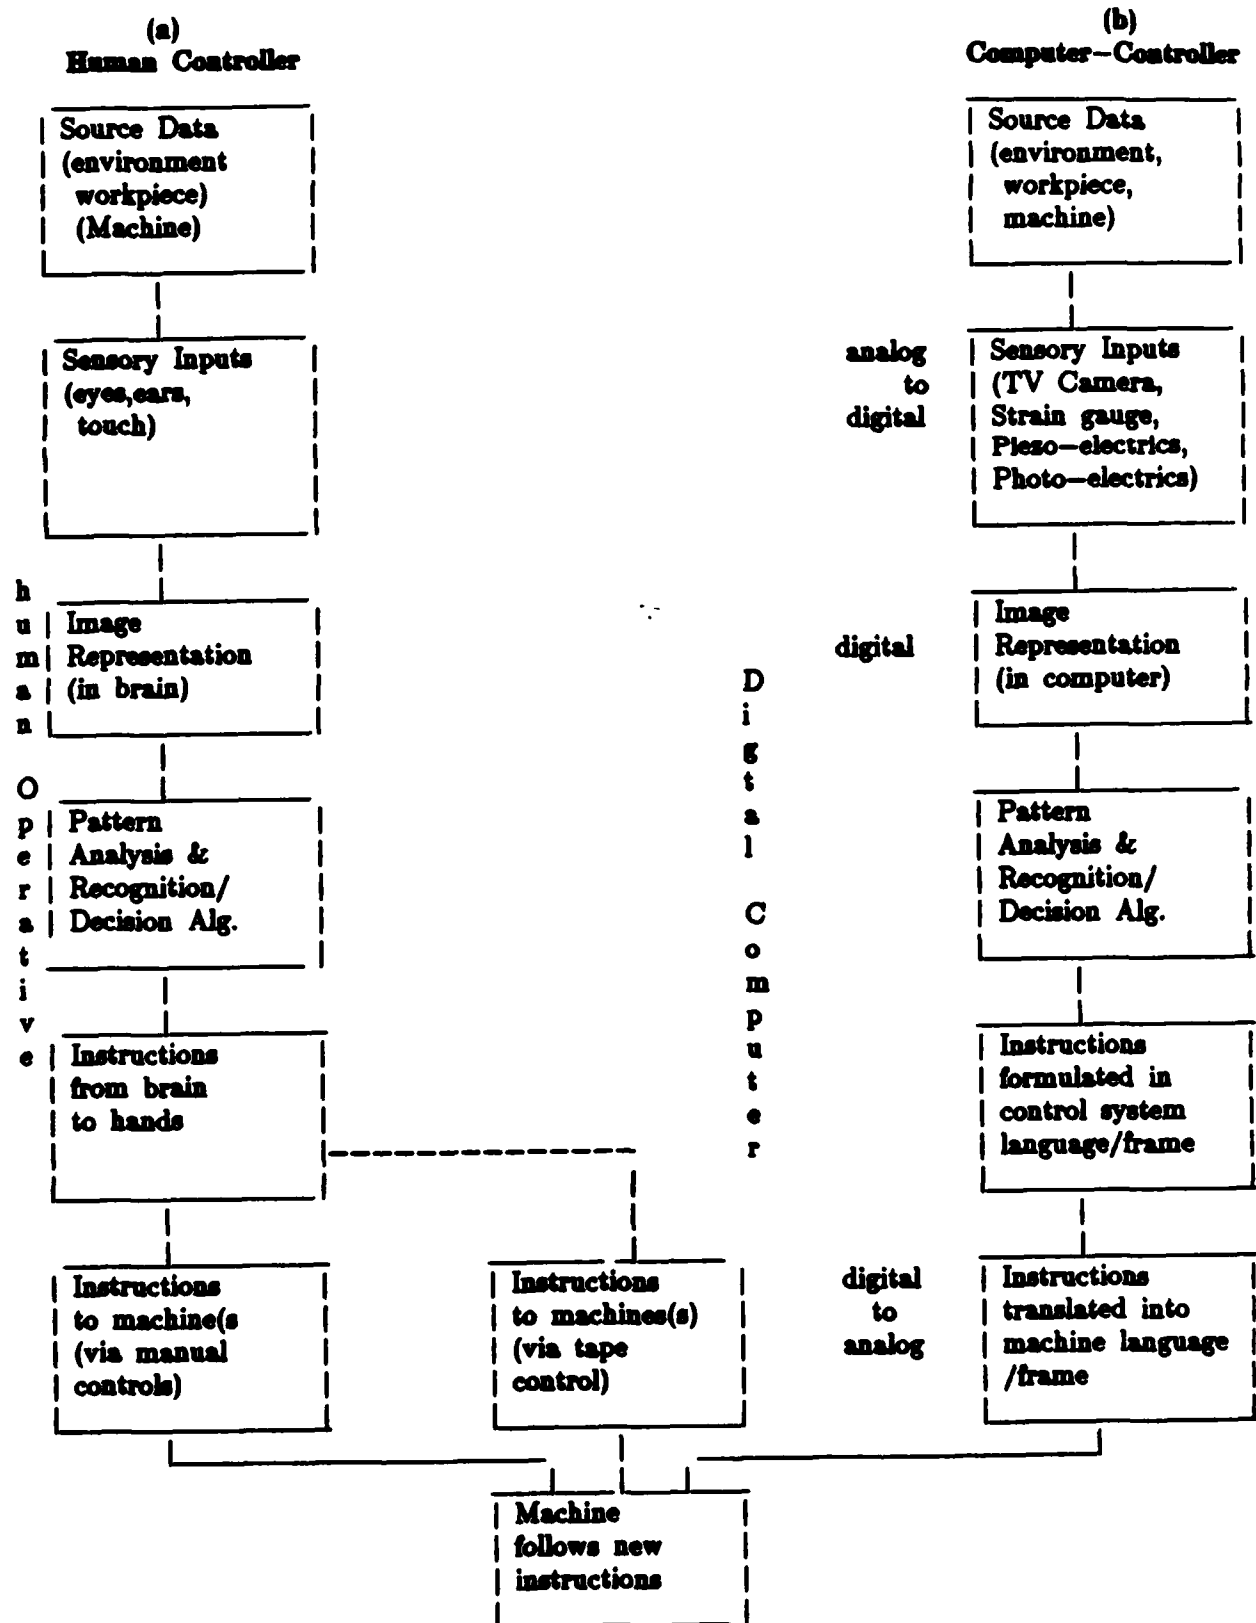 (a)
Human Controller
Source Data
(environment
workpiece)
(Machine)
Sensory Inputs
(eyes,ears,
touch)
human Operative
Image
Representation
(in brain)
Pattern
Analysis &
Recognition/
Decision Alg.
Instructions
from brain
to hands
Instructions
to machine(s
(via manual
controls)
Instructions
to machines(s)
(via tape
control)
Machine
follows new
instructions
(b)
Computer-Controller
Source Data
(environment,
workpiece,
machine)
analog
to
digital
Sensory Inputs
(TV Camera,
Strain gauge,
Piezo-electrics,
Photo-electrics)
digital
Digtal Computer
Image
Representation
(in computer)
Pattern
Analysis &
Recognition/
Decision Alg.
Instructions
formulated in
control system
language/frame
digital
to
analog
Instructions
translated into
machine language
/frame